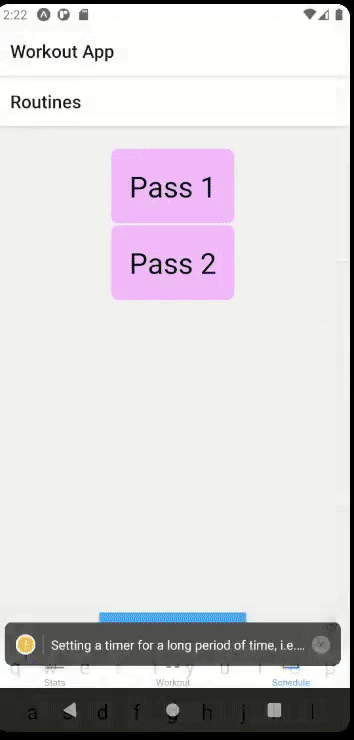 2:22
Workout App
Routines
Pass 1
Pass 2
Setting a timer for a long period of time, i.e....
q w e r t y u i o p
Stats Workout Schedule
a s d f g h j l